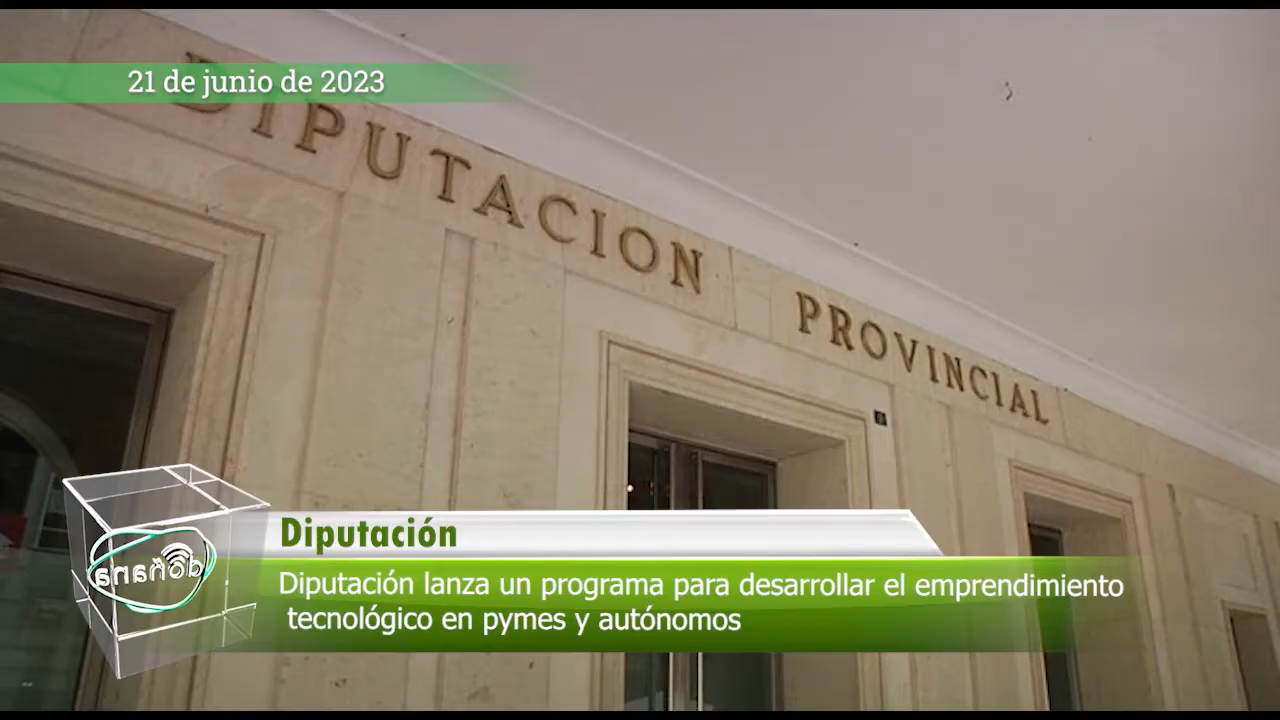 21 de junio de 2023
DIPUTACION PROVINCIAL
Diputación
Diputación lanza un programa para desarrollar el emprendimiento
tecnológico en pymes y autónomos
doñana